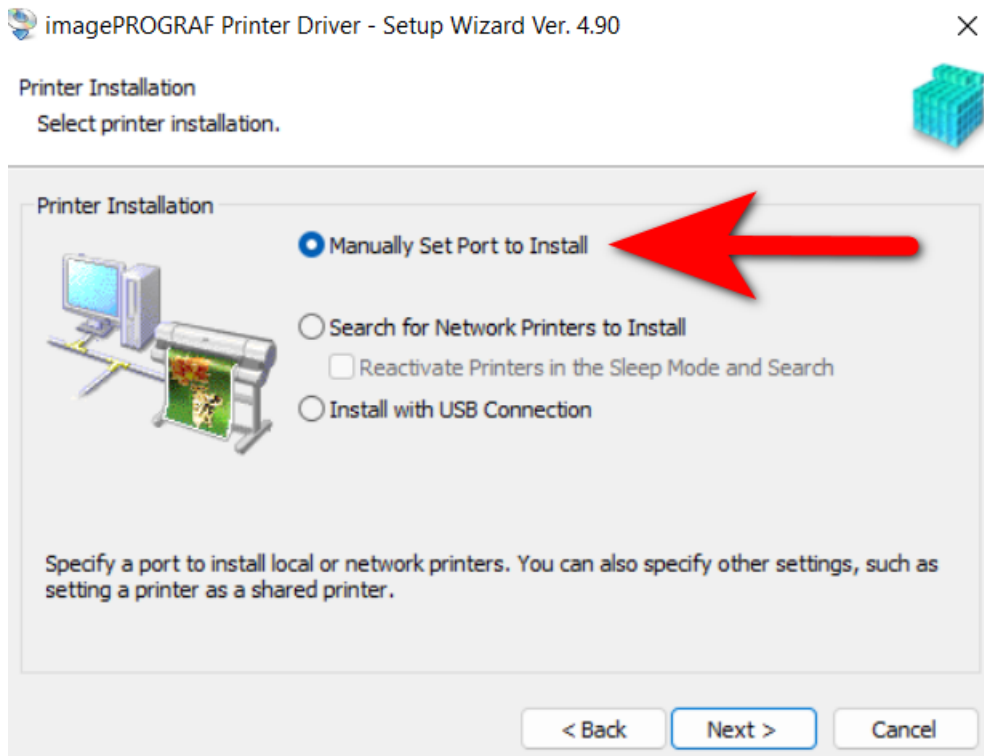 imagePROGRAF Printer Driver - Setup Wizard Ver. 4.90
Printer Installation
Select printer installation.
Printer Installation
Manually Set Port to Install
Search for Network Printers to Install
Reactivate Printers in the Sleep Mode and Search
Install with USB Connection
Specify a port to install local or network printers. You can also specify other settings, such as
setting a printer as a shared printer.
< Back
Next >
Cancel